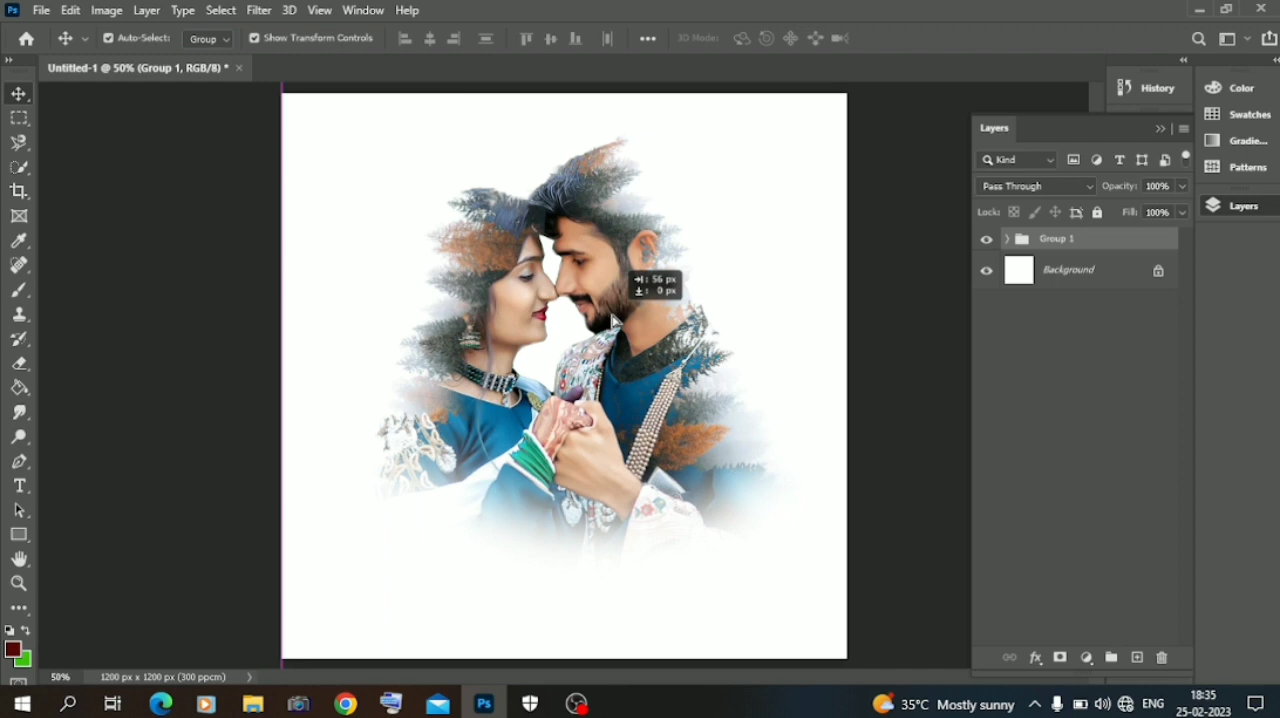 Ps File Edit Image Layer Type Select Filter 3D View Window Help
Auto-Select: Group Show Transform Controls 3D Mode:
Untitled-1 @ 50% (Group 1, RGB/8) * ×
History
Color
Swatches
Gradie...
Patterns
Layers
Layers
Kind
Pass Through Opacity: 100%
Lock: Fill: 100%
Group 1
Background
56 px
0 px
T
50% 1200 px x 1200 px (300 ppcm)
Ps 35°C Mostly sunny ENG 18:35
25-02-2023